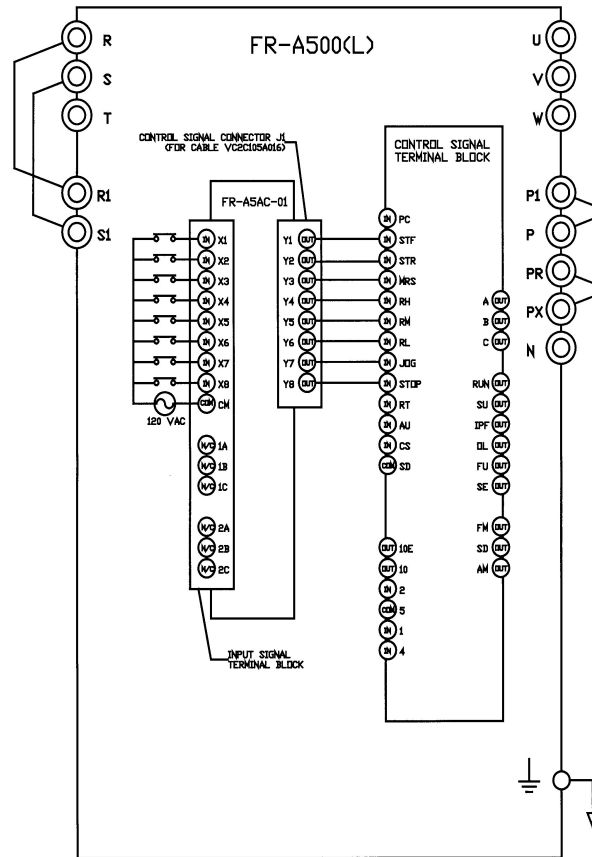 FR-A500(L)
R
S
T
R1
S1
U
V
W
P1
P
PR
PX
N
CONTROL SIGNAL CONNECTOR J1
(FOR CABLE VC2C105A016)
FR-A5AC-01
IN X1
IN X2
IN X3
IN X4
IN X5
IN X6
IN X7
IN X8
COM CM
120 VAC
N/C 1A
N/C 1B
N/C 1C
N/C 2A
N/C 2B
N/C 2C
INPUT SIGNAL
TERMINAL BLOCK
Y1 OUT
Y2 OUT
Y3 OUT
Y4 OUT
Y5 OUT
Y6 OUT
Y7 OUT
Y8 OUT
CONTROL SIGNAL
TERMINAL BLOCK
IN PC
IN STF
IN STR
IN MRS
IN RH
IN RM
IN RL
IN JOG
IN STOP
IN RT
IN AU
IN CS
COM SD
OUT 10E
OUT 10
IN 2
COM 5
IN 1
IN 4
A OUT
B OUT
C OUT
RUN OUT
SU OUT
IPF OUT
OL OUT
FU OUT
SE OUT
FM OUT
SD OUT
AM OUT